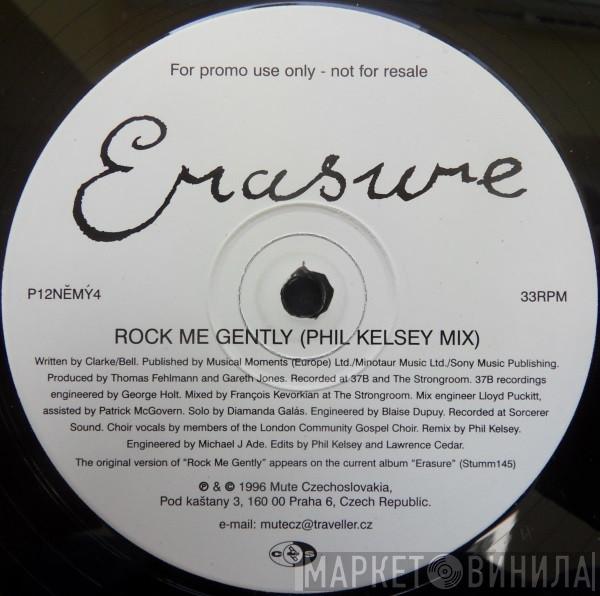 For promo use only - not for resale
Erasure
P12NĚMÝ4
33RPM
ROCK ME GENTLY (PHIL KELSEY MIX)
Written by Clarke/Bell. Published by Musical Moments (Europe) Ltd./Minotaur Music Ltd./Sony Music Publishing.
Produced by Thomas Fehlmann and Gareth Jones. Recorded at 37B and The Strongroom. 37B recordings
engineered by George Holt. Mixed by François Kevorkian at The Strongroom. Mix engineer Lloyd Puckitt,
assisted by Patrick McGovern. Solo by Diamanda Galás. Engineered by Blaise Dupuy. Recorded at Sorcerer
Sound. Choir vocals by members of the London Community Gospel Choir. Remix by Phil Kelsey.
Engineered by Michael J Ade. Edits by Phil Kelsey and Lawrence Cedar.
The original version of "Rock Me Gently" appears on the current album "Erasure" (Stumm145)
℗ & © 1996 Mute Czechoslovakia,
Pod kaštany 3, 160 00 Praha 6, Czech Republic.
e-mail: mutecz@traveller.cz
МАРКЕТ ВИНИЛА